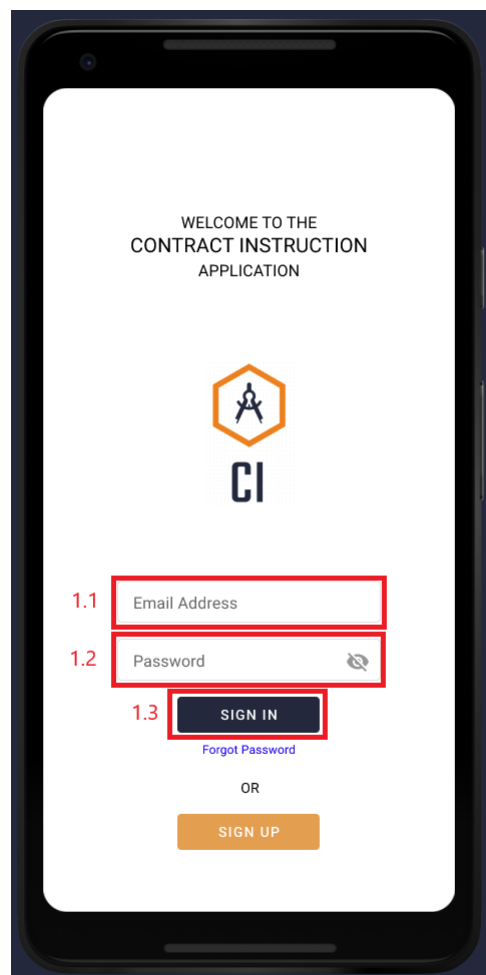 WELCOME TO THE
CONTRACT INSTRUCTION
APPLICATION
CI
1.1 Email Address
1.2 Password
1.3 SIGN IN
Forgot Password
OR
SIGN UP